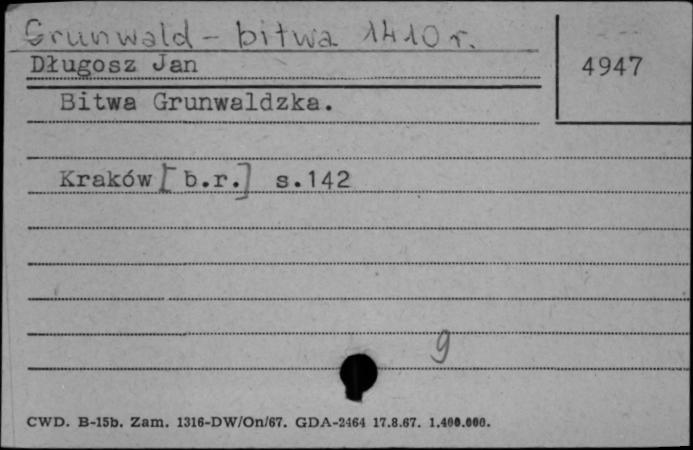 Grunwald - bitwa 1410 r.
Długosz Jan
4947
Bitwa Grunwaldzka.
Kraków [b.r.] s.142
9
CWD. B-15b. Zam. 1316-DW/On/67. GDA-2464 17.8.67. 1.400.000.